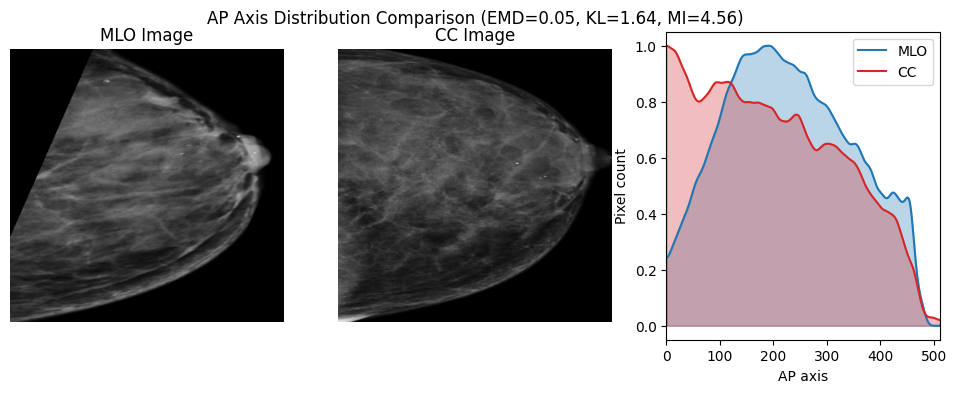 AP Axis Distribution Comparison (EMD=0.05, KL=1.64, MI=4.56)
MLO Image
CC Image
MLO
CC
Pixel count
1.0
0.8
0.6
0.4
0.2
0.0
0 100 200 300 400 500
AP axis